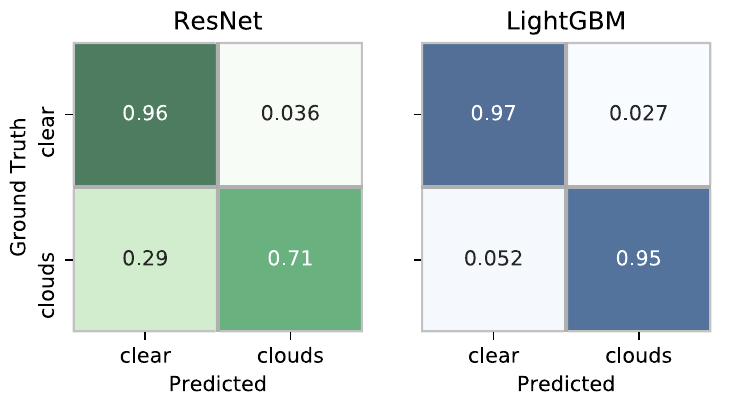 ResNet
LightGBM
Ground Truth
clear
0.96
0.036
0.97
0.027
clouds
0.29
0.71
0.052
0.95
clear
clouds
clear
clouds
Predicted
Predicted